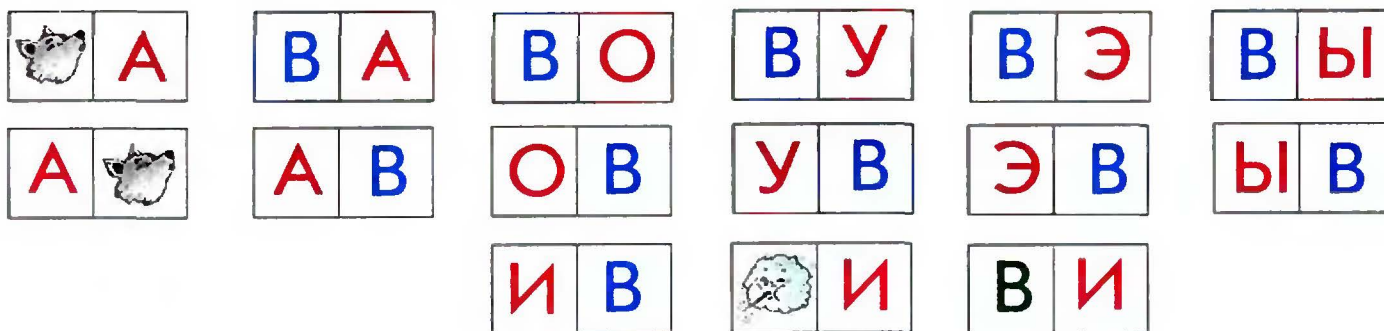 А ВА ВО ВУ ВЭ ВЫ
А АВ ОВ УВ ЭВ ЫВ
ИВ И ВИ